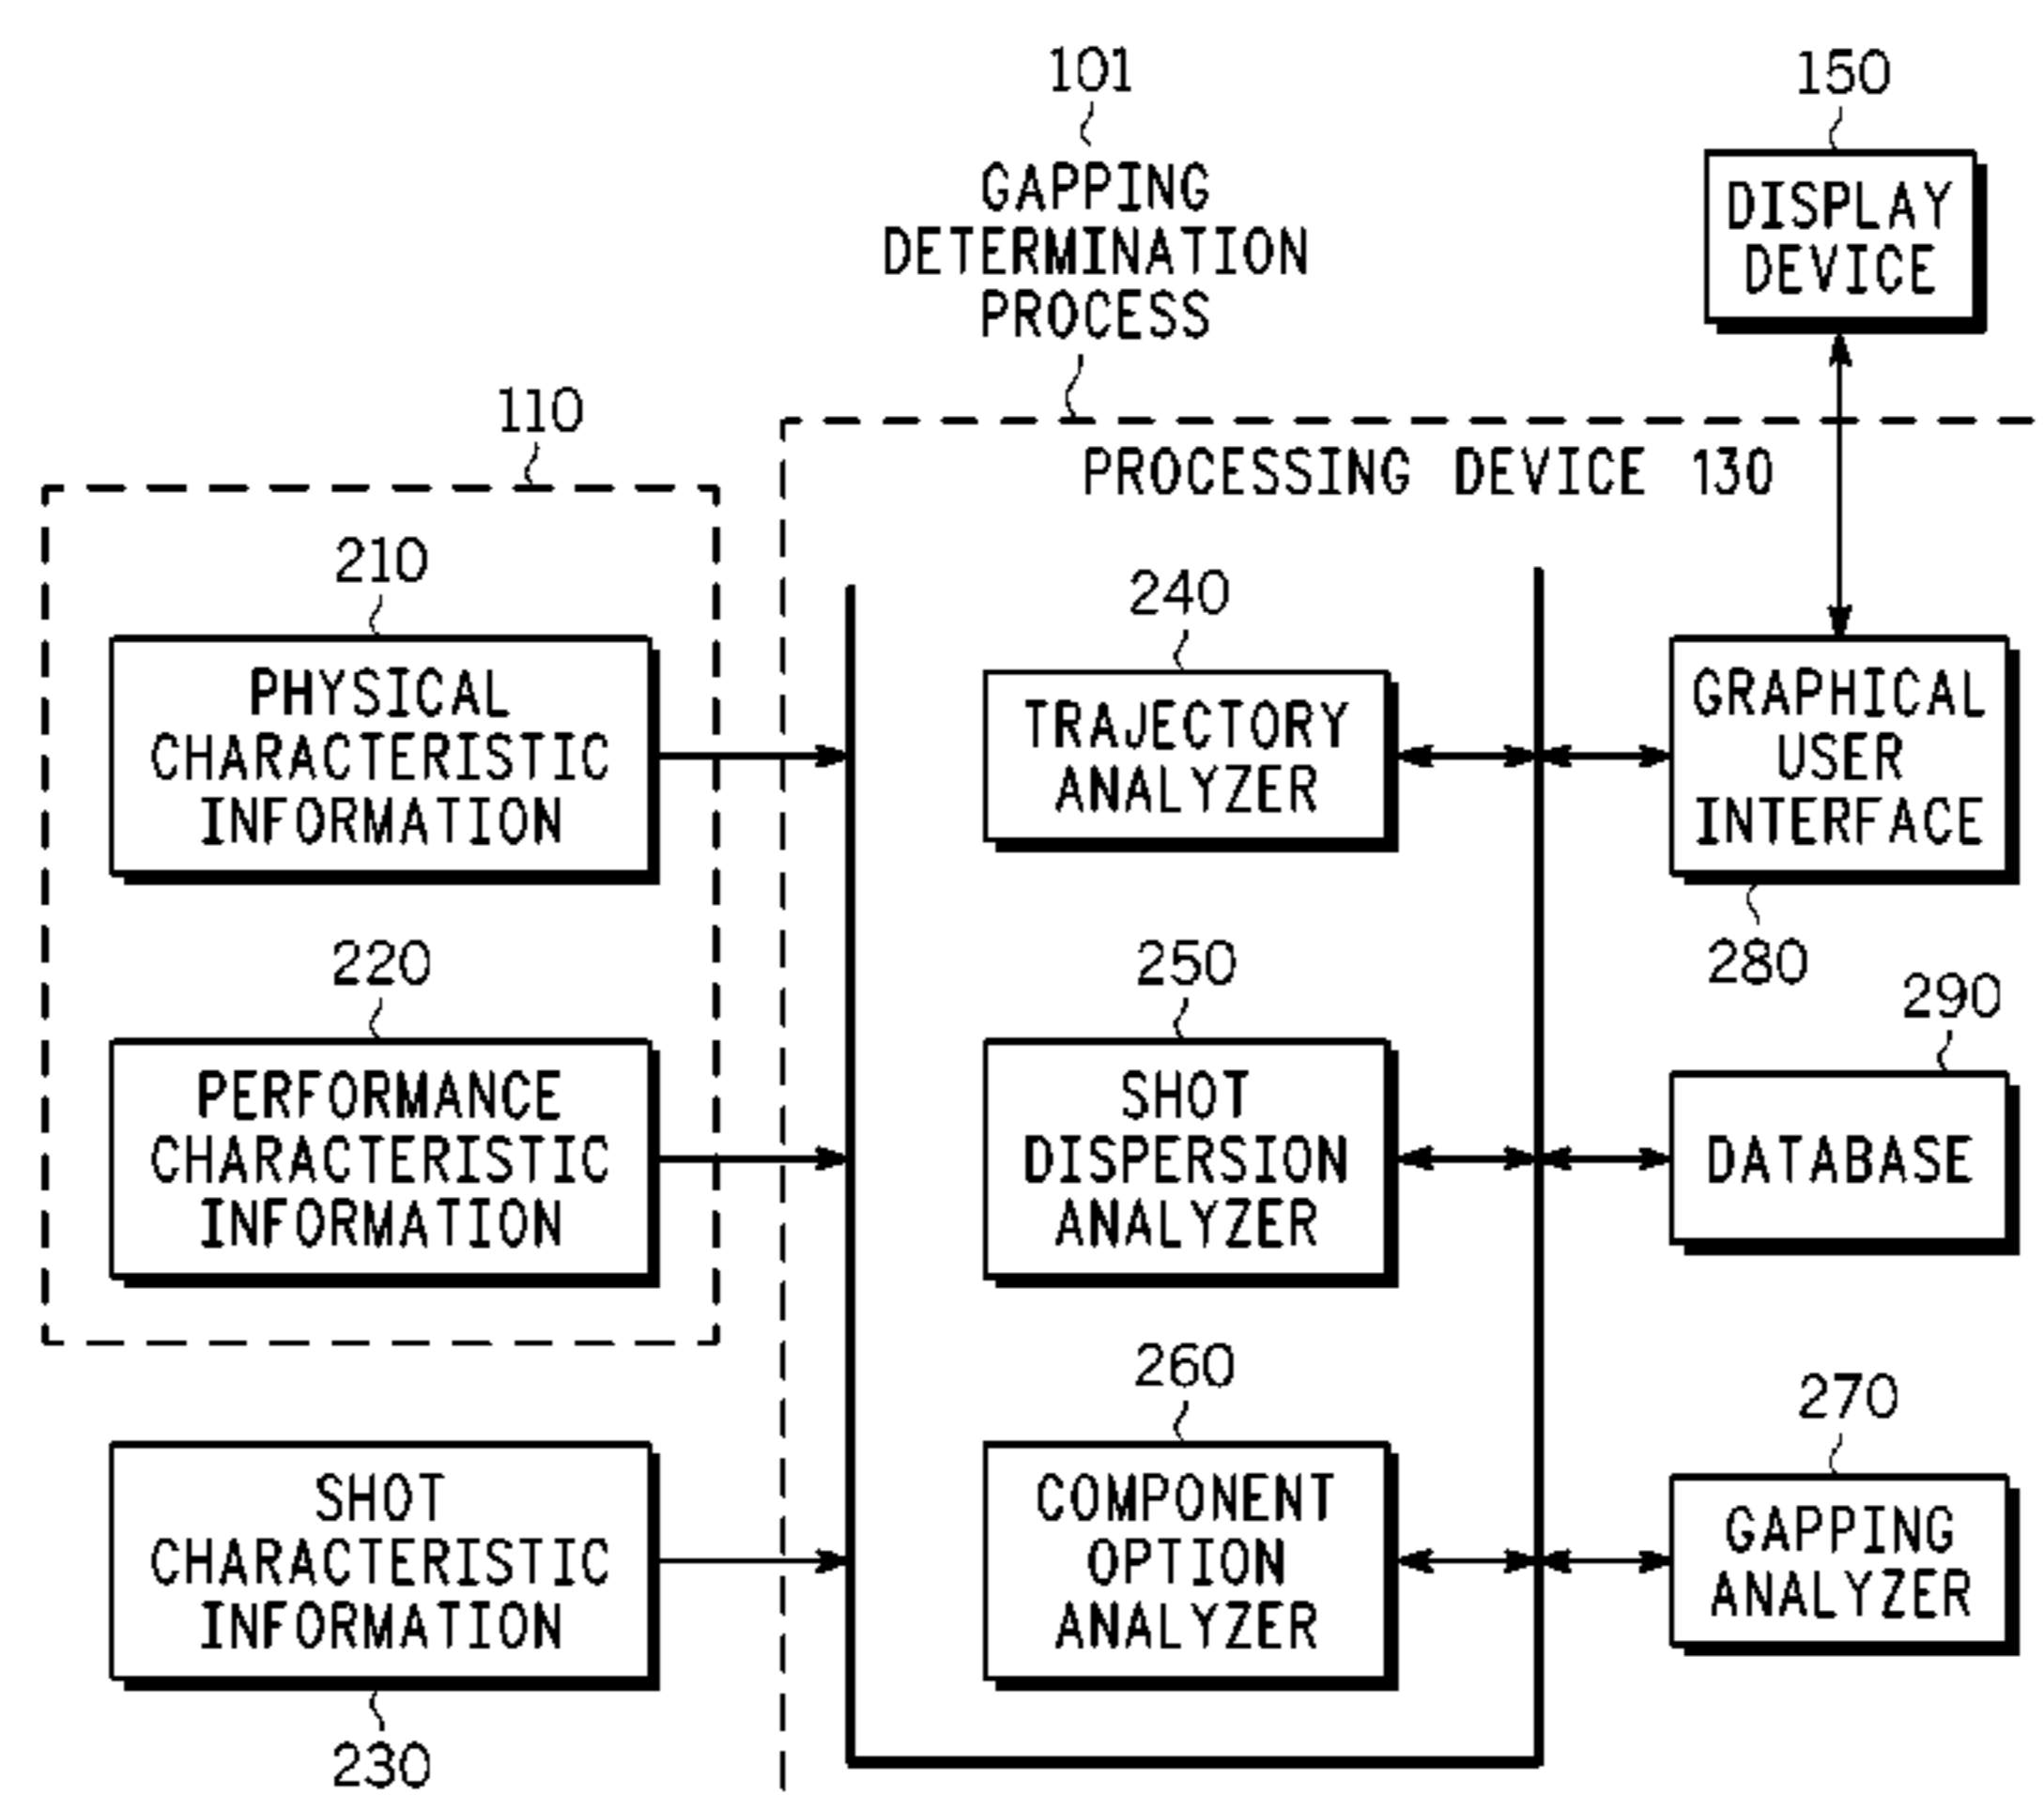 101
GAPPING
DETERMINATION
PROCESS
150
DISPLAY
DEVICE
110
PROCESSING DEVICE 130
210
PHYSICAL
CHARACTERISTIC
INFORMATION
240
TRAJECTORY
ANALYZER
GRAPHICAL
USER
INTERFACE
280
220
PERFORMANCE
CHARACTERISTIC
INFORMATION
250
SHOT
DISPERSION
ANALYZER
290
DATABASE
SHOT
CHARACTERISTIC
INFORMATION
230
260
COMPONENT
OPTION
ANALYZER
270
GAPPING
ANALYZER